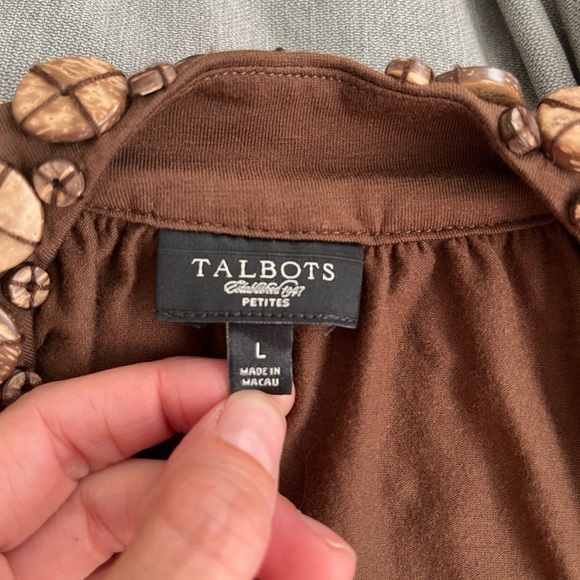 TALBOTS
Established 1947
PETITES
L
MADE IN
MACAU